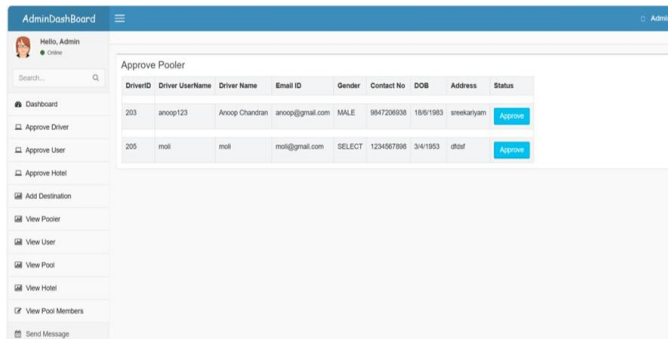 AdminDashBoard
Admi
Hello, Admin
Online
Search...
Dashboard
Approve Driver
Approve User
Approve Hotel
Add Destination
View Pooler
View User
View Pool
View Hotel
View Pool Members
Send Message
Approve Pooler
DriverID Driver UserName Driver Name Email ID Gender Contact No DOB Address Status
203 anoop123 Anoop Chandran anoop@gmail.com MALE 9847206938 18/6/1983 sreekariyam Approve
205 moli moli moli@gmail.com SELECT 1234567898 3/4/1953 dfdsf Approve